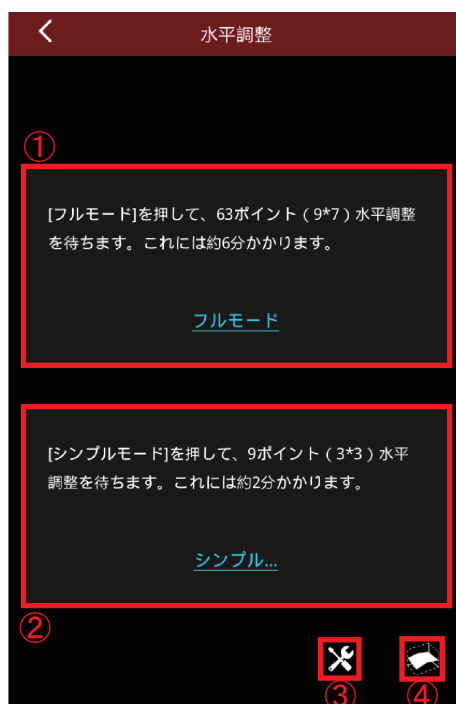 水平調整
①
[フルモード]を押して、63ポイント（9*7）水平調整
を待ちます。これには約6分かかります。
フルモード
[シンプルモード]を押して、9ポイント（3*3）水平
調整を待ちます。これには約2分かかります。
シンプル...
②
③
④